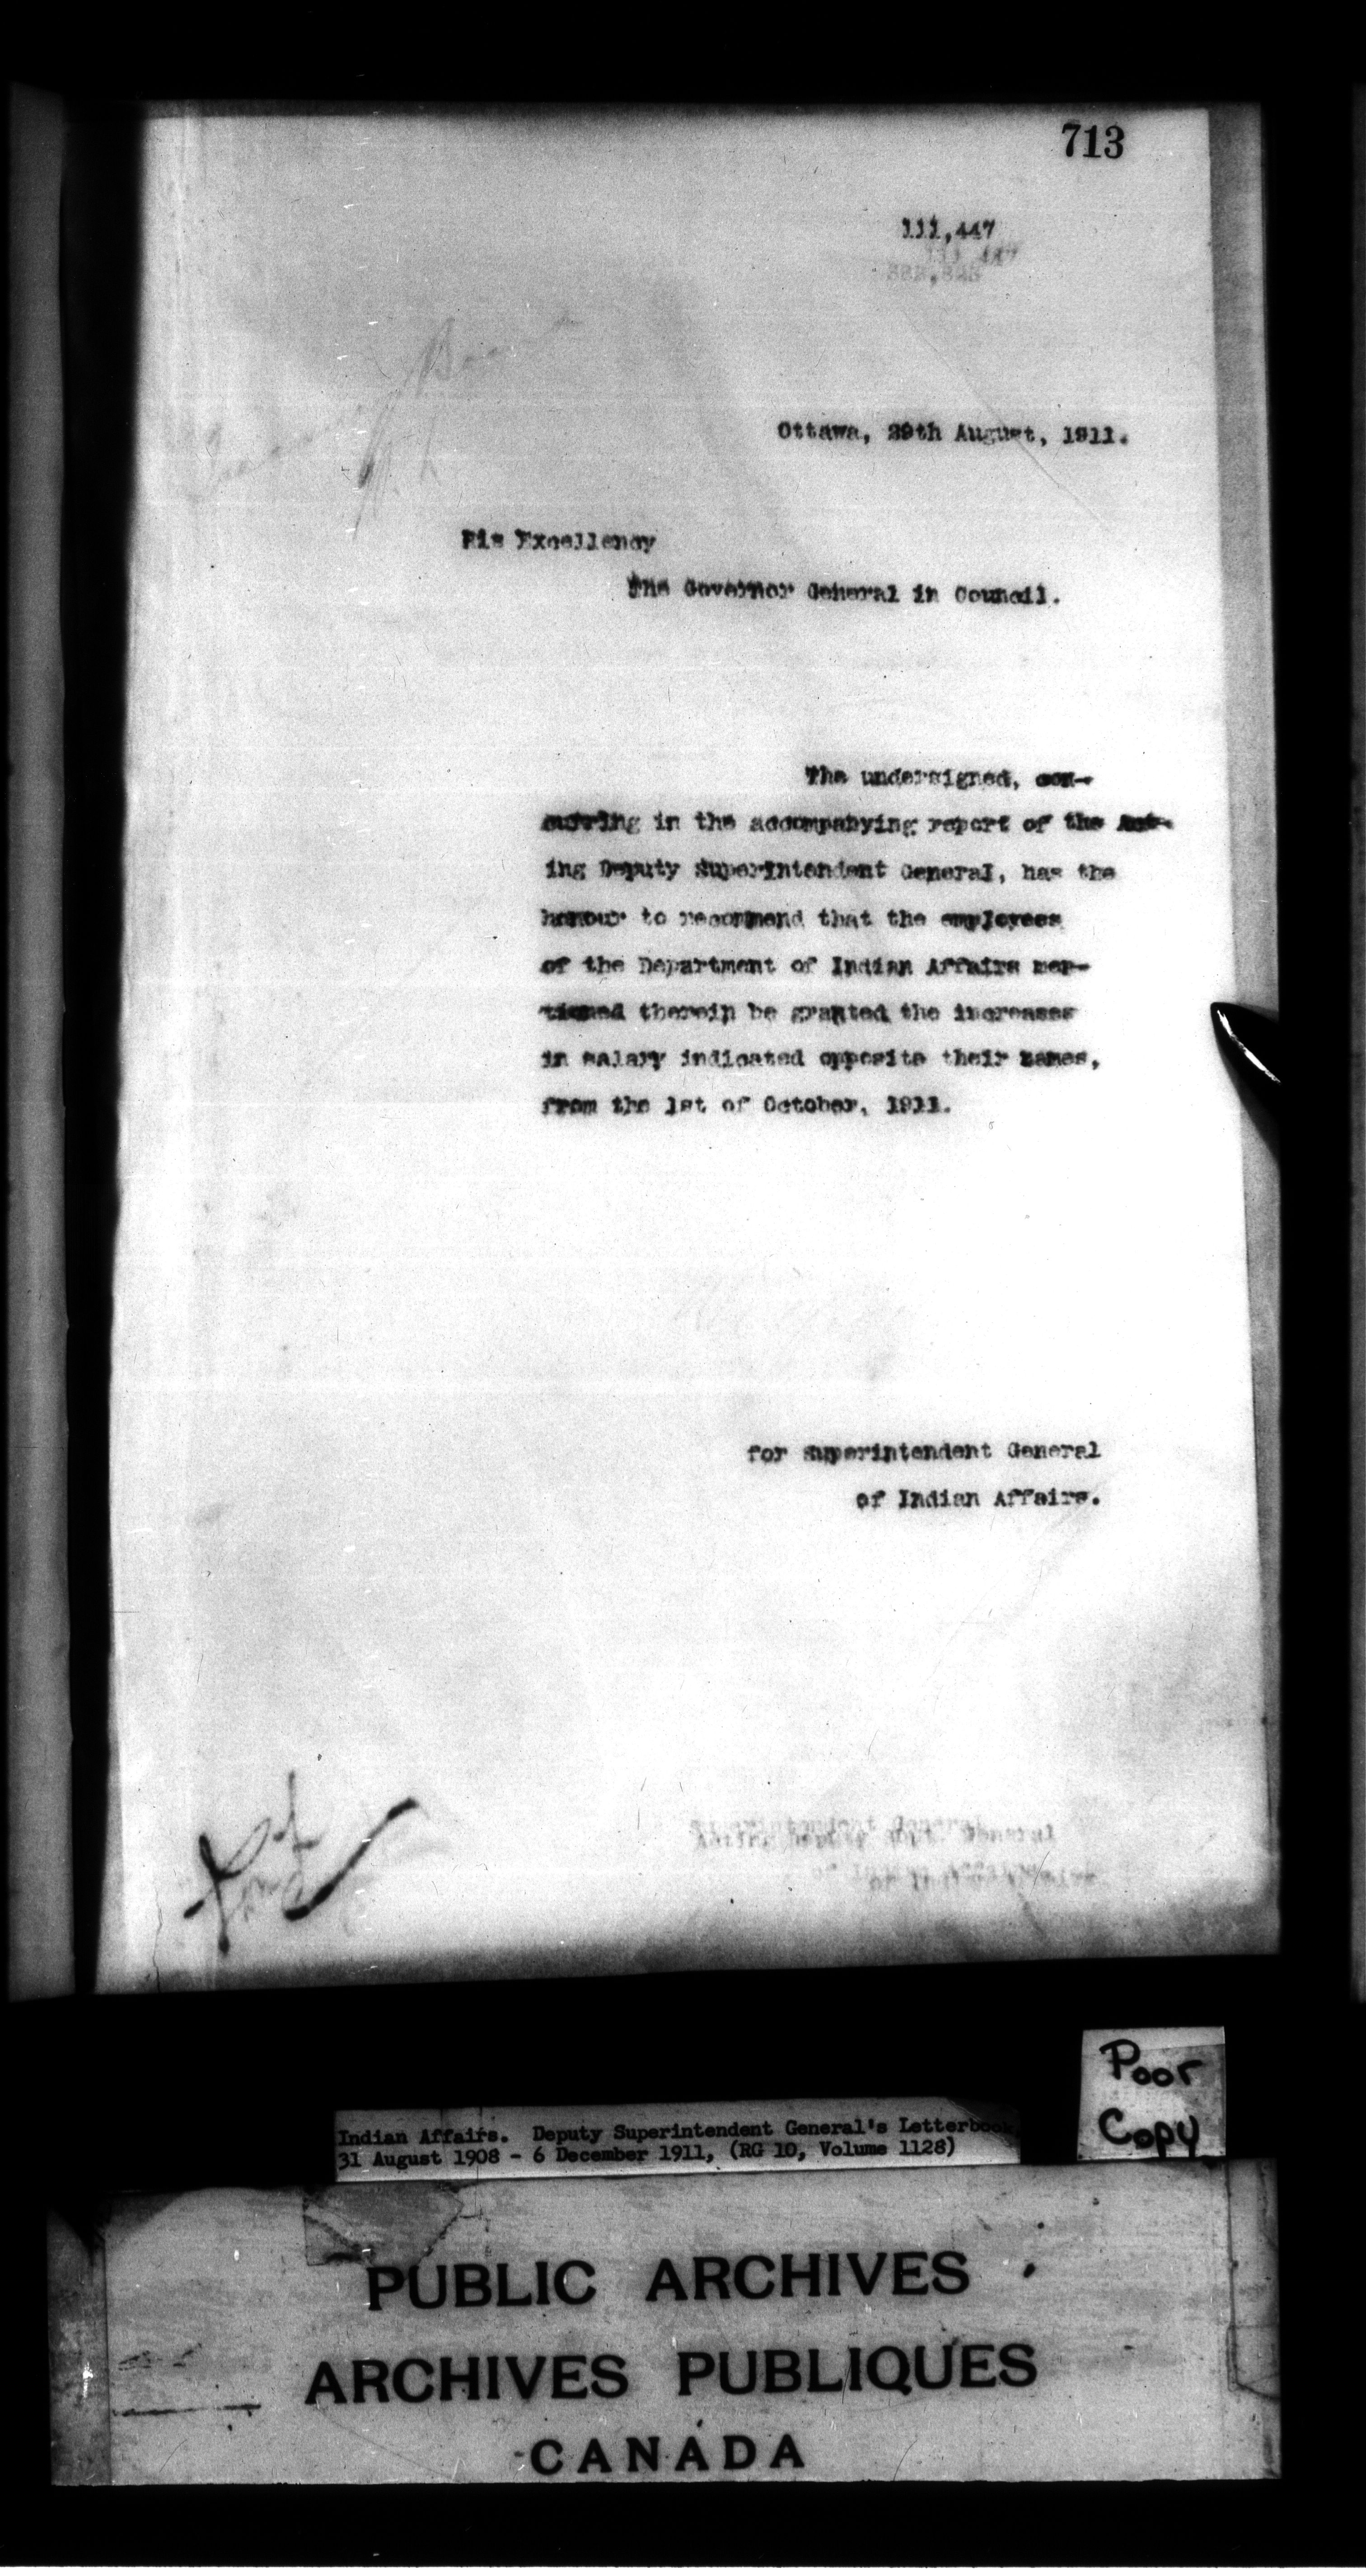 713
111,447
Ottawa, 29th August, 1911.
His Excellency
The Governor General in Council.
The undersigned, con-
curring in the accompanying report of the Act-
ing Deputy Superintendent General, has the
honour to recommend that the employees
of the Department of Indian Affairs men-
tioned therein be granted the increases
in salary indicated opposite their names,
from the 1st of October, 1911.
for Superintendent General
of Indian Affairs.
Poor
Copy
Indian Affairs. Deputy Superintendent General's Letterbook,
31 August 1908 - 6 December 1911, (RG 10, Volume 1128)
PUBLIC ARCHIVES
ARCHIVES PUBLIQUES
CANADA